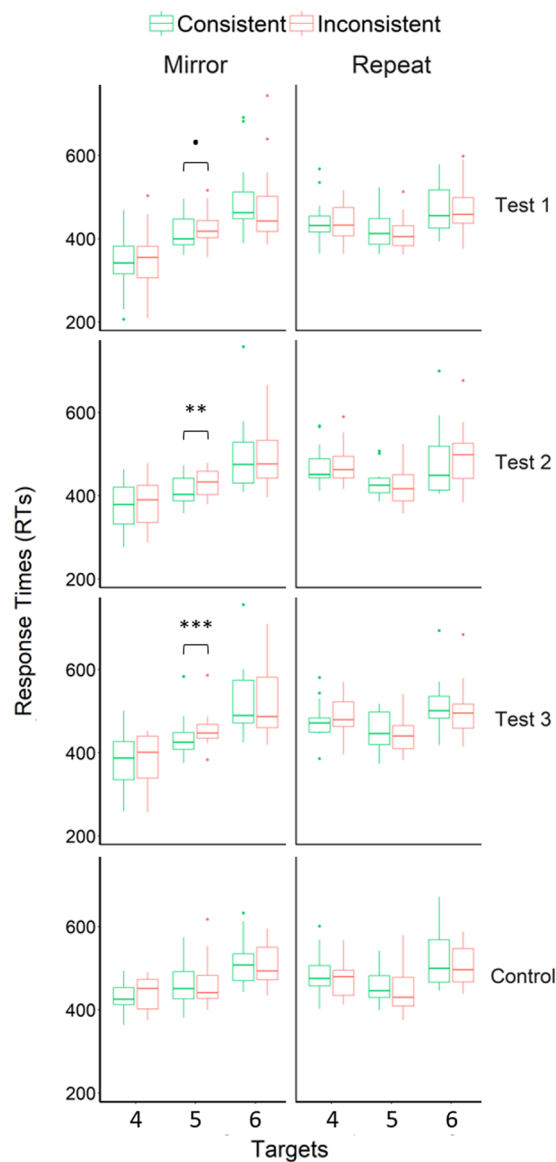 Consistent Inconsistent
Mirror Repeat
Response Times (RTs)
600
400
200
•
Test 1
600
400
200
**
Test 2
600
400
200
***
Test 3
600
400
200
Control
4 5 6 4 5 6
Targets